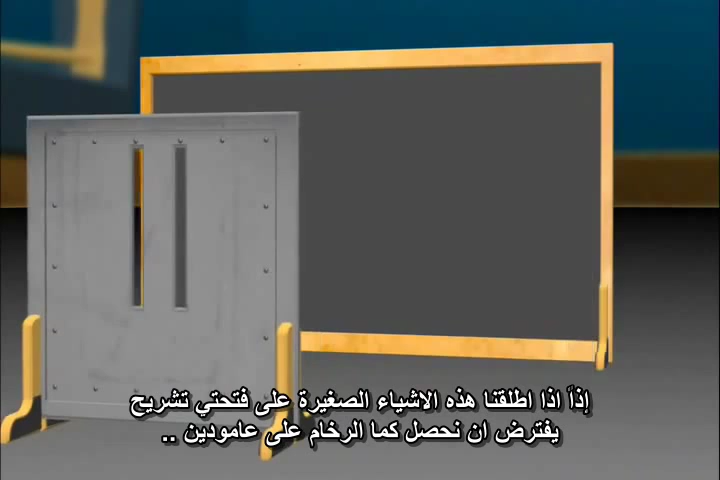 إذاً اذا اطلقنا هذه الاشياء الصغيرة على فتحتي تشريح
يفترض ان نحصل كما الرخام على عامودين ..